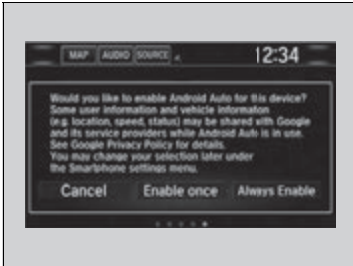 MAP AUDIO SOURCE 12:34
Would you like to enable Android Auto for this device?
Some user information and vehicle informaton
(e.g. location, speed, status) may be shared with Google
and its service providers while Android Auto is in use.
See Google Privacy Policy for details.
You may change your selection later under
the Smartphone settings menu.
Cancel Enable once Always Enable